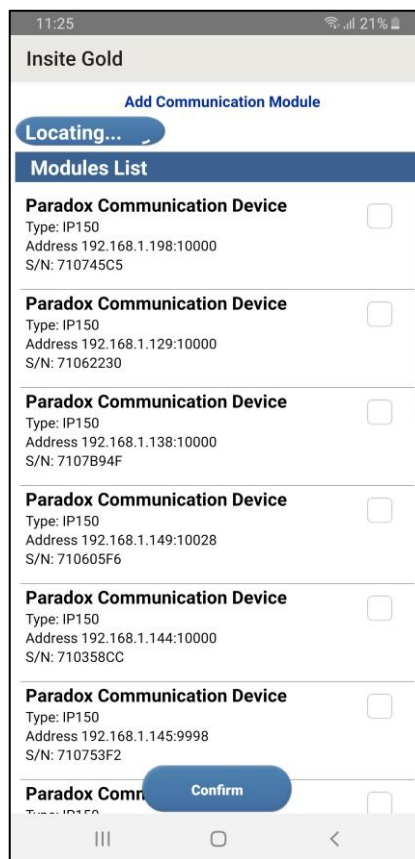 11:25 21%
Insite Gold
Add Communication Module
Locating...
Modules List
Paradox Communication Device
Type: IP150
Address 192.168.1.198:10000
S/N: 710745C5
Paradox Communication Device
Type: IP150
Address 192.168.1.129:10000
S/N: 71062230
Paradox Communication Device
Type: IP150
Address 192.168.1.138:10000
S/N: 7107B94F
Paradox Communication Device
Type: IP150
Address 192.168.1.149:10028
S/N: 710605F6
Paradox Communication Device
Type: IP150
Address 192.168.1.144:10000
S/N: 710358CC
Paradox Communication Device
Type: IP150
Address 192.168.1.145:9998
S/N: 710753F2
Paradox Comm
Confirm